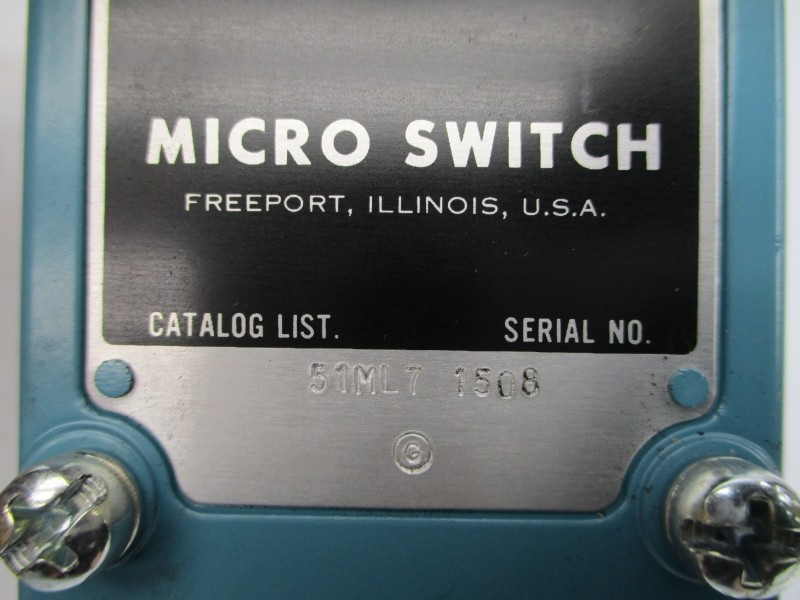 MICRO SWITCH
FREEPORT, ILLINOIS, U.S.A.
CATALOG LIST. SERIAL NO.
51ML7 1508
G